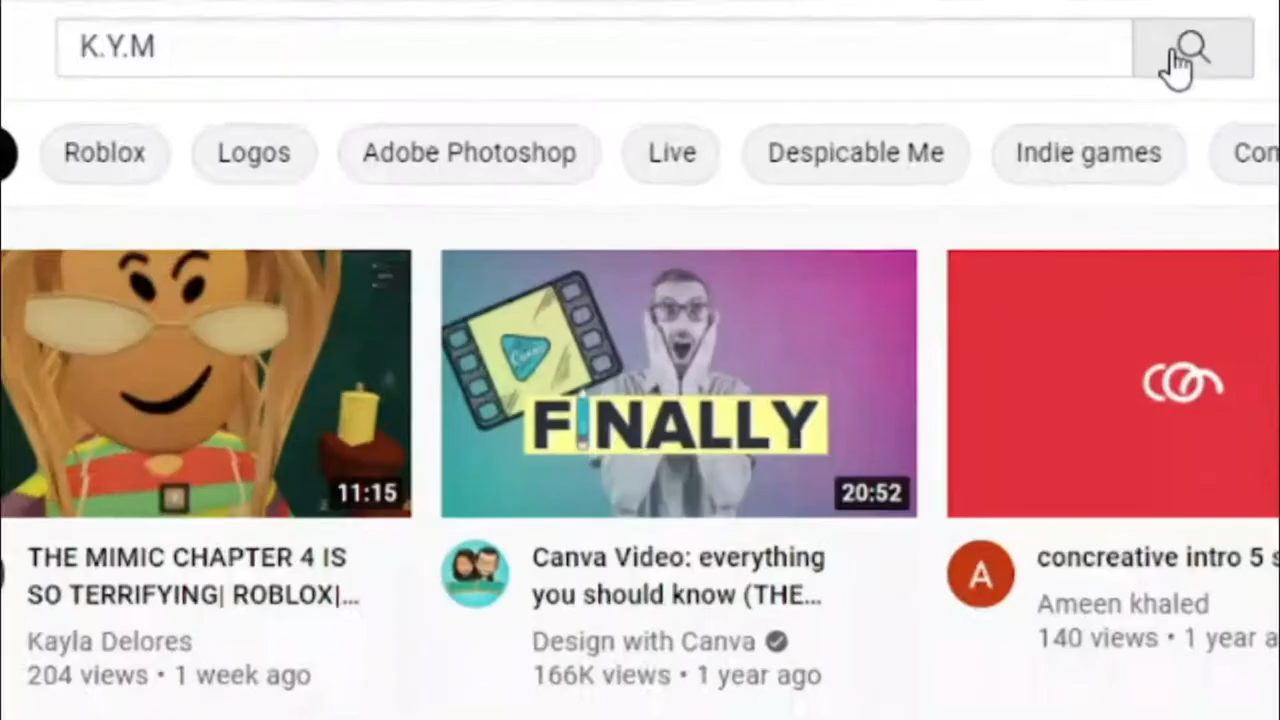 K.Y.M
Roblox
Logos
Adobe Photoshop
Live
Despicable Me
Indie games
Con
Canva
FINALLY
11:15
20:52
THE MIMIC CHAPTER 4 IS
SO TERRIFYING| ROBLOX|...
Kayla Delores
204 views • 1 week ago
Canva Video: everything
you should know (THE...
Design with Canva
166K views • 1 year ago
A
concreative intro 5 s
Ameen khaled
140 views • 1 year a